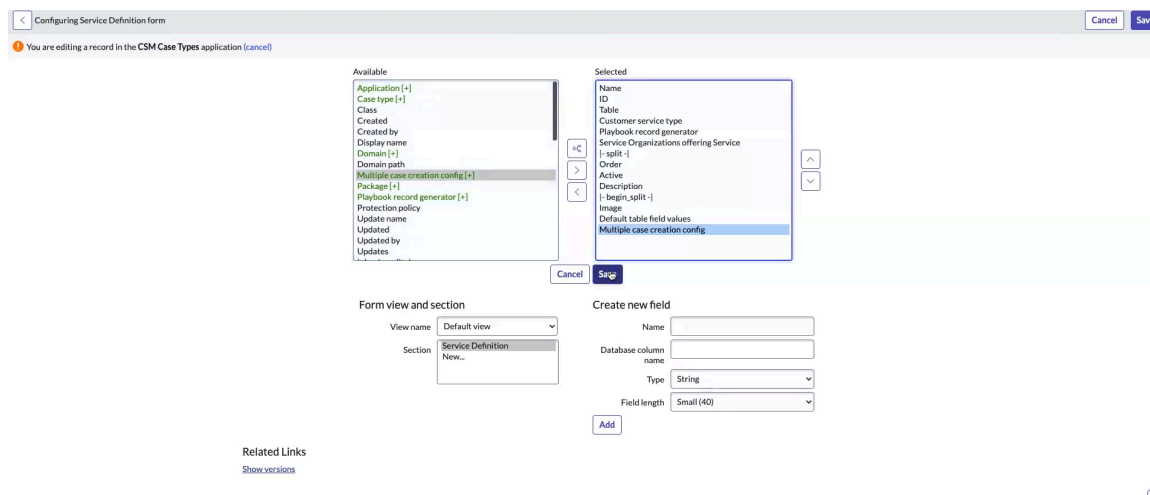 Configuring Service Definition form
Cancel
You are editing a record in the CSM Case Types application (cancel)
Available
Application [+]
Case type [+]
Class
Created
Created by
Display name
Domain [+]
Domain path
Multiple case creation config [+]
Package [+]
Playbook record generator [+]
Protection policy
Update name
Updated
Updated by
Updates
Selected
Name
ID
Table
Customer service type
Playbook record generator
Service Organizations offering Service
|- split -|
Order
Active
Description
|- begin_split -|
Image
Default table field values
Multiple case creation config
Cancel Save
Form view and section
View name Default view
Section Service Definition
New...
Create new field
Name
Database column
name
Type String
Field length Small (40)
Add
Related Links
Show versions